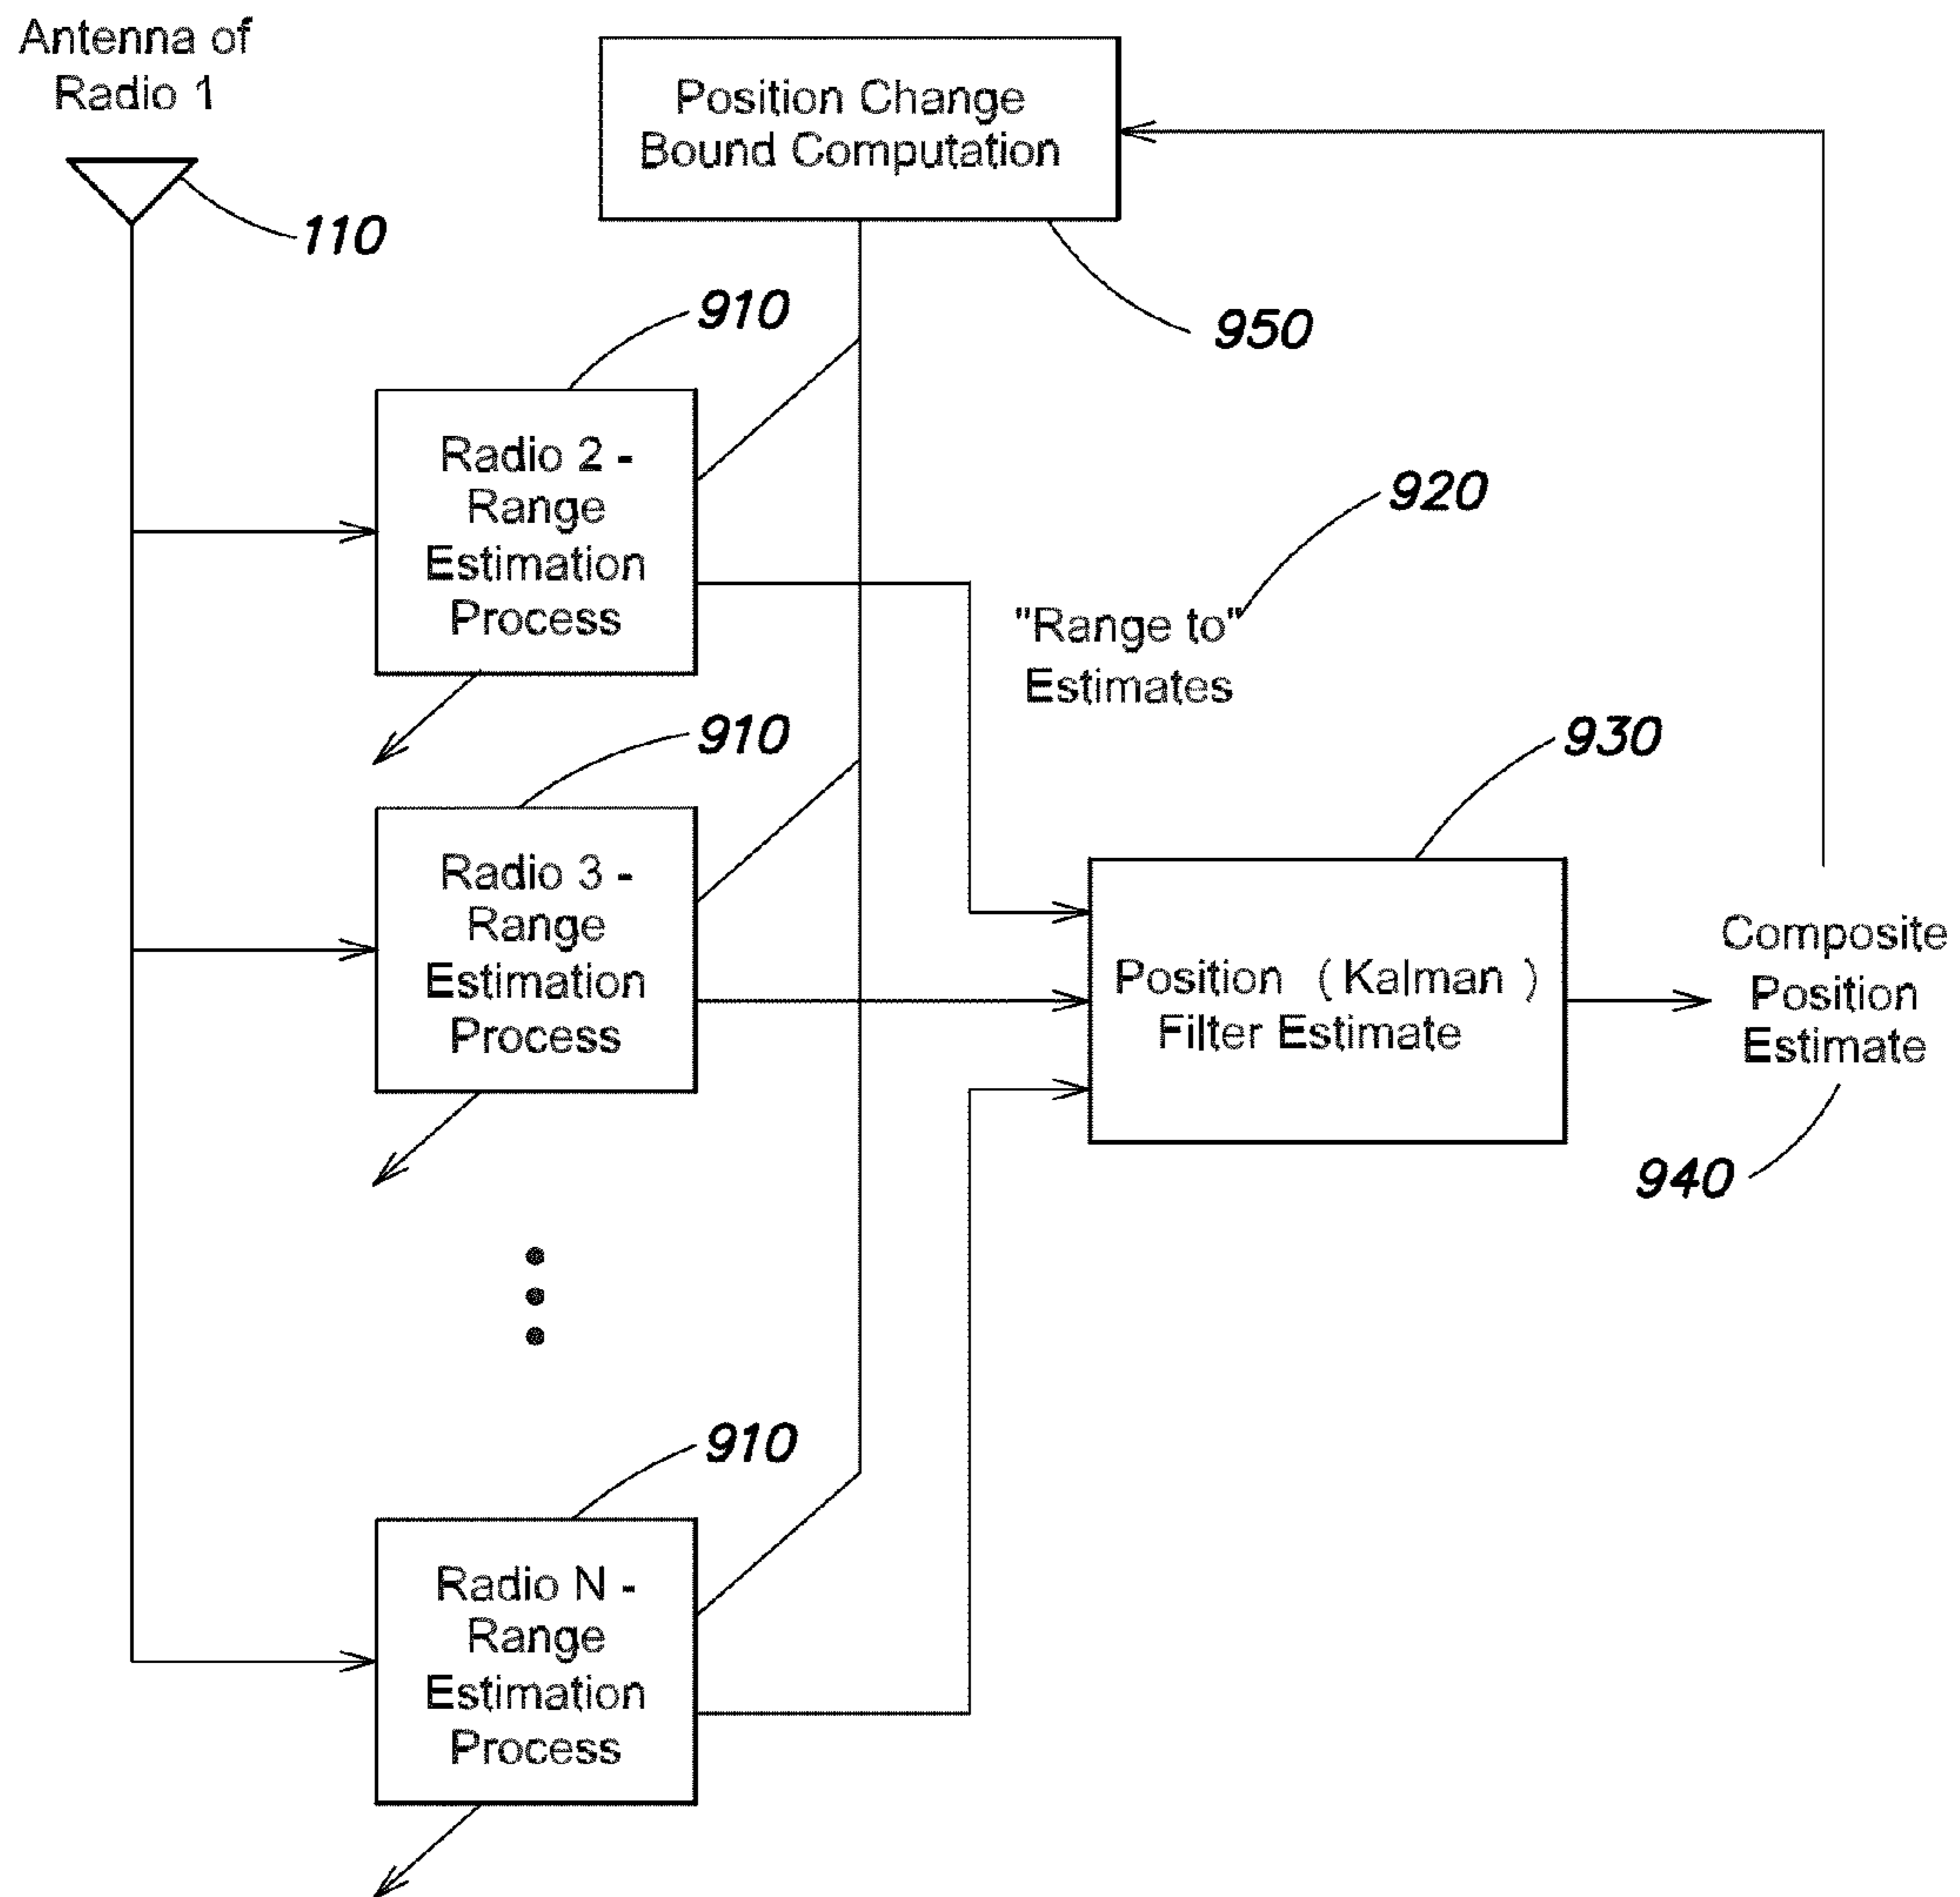 Antenna of
Radio 1
110
Position Change
Bound Computation
950
910
Radio 2 -
Range
Estimation
Process
920
"Range to"
Estimates
910
Radio 3 -
Range
Estimation
Process
930
Position ( Kalman )
Filter Estimate
Composite
Position
Estimate
940
910
Radio N -
Range
Estimation
Process